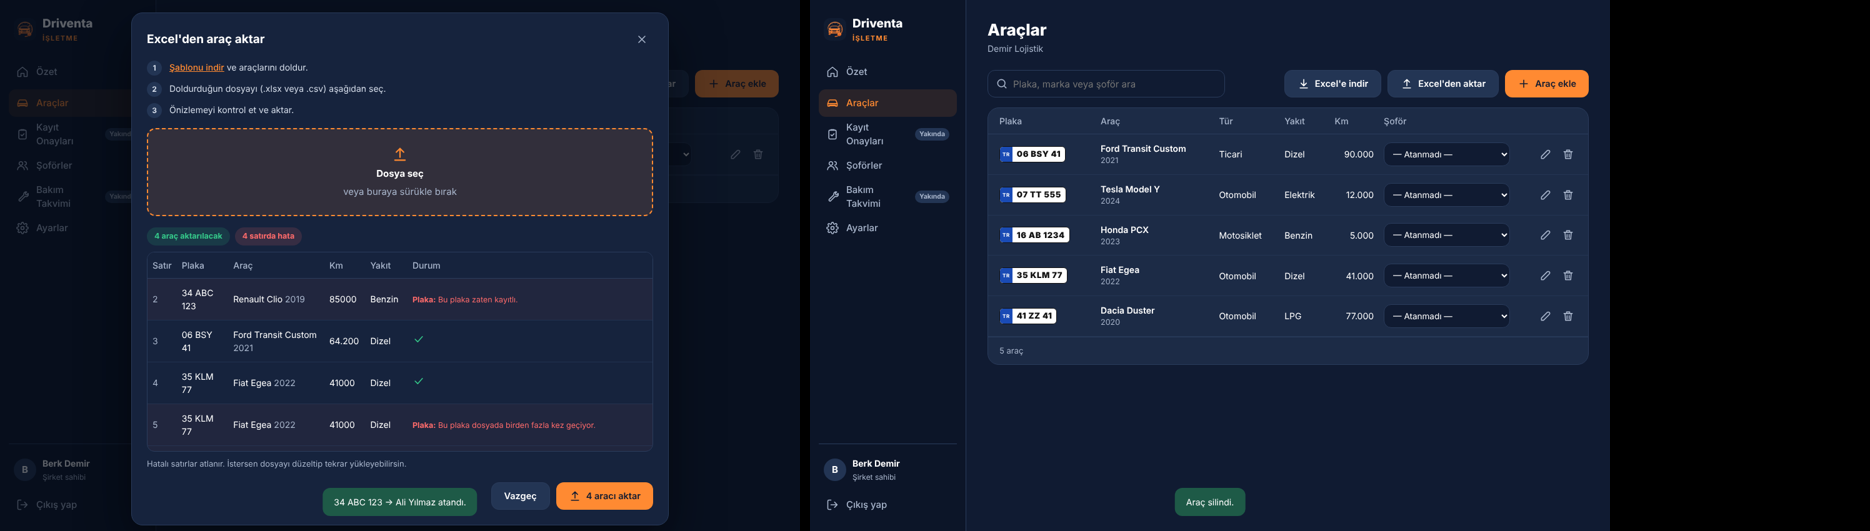 Driventa
İŞLETME
Özet
Araçlar
Kayıt
Onayları
Yakında
Şoförler
Bakım
Takvimi
Yakında
Ayarlar
Berk Demir
Şirket sahibi
Çıkış yap
ar
Araç ekle
Excel'den araç aktar
1 Şablonu indir ve araçlarını doldur.
2 Doldurduğun dosyayı (.xlsx veya .csv) aşağıdan seç.
3 Önizlemeyi kontrol et ve aktar.
Dosya seç
veya buraya sürükle bırak
4 araç aktarılacak 4 satırda hata
Satır Plaka Araç Km Yakıt Durum
2 34 ABC 123 Renault Clio 2019 85000 Benzin Plaka: Bu plaka zaten kayıtlı.
3 06 BSY 41 Ford Transit Custom 2021 64.200 Dizel
4 35 KLM 77 Fiat Egea 2022 41000 Dizel
5 35 KLM 77 Fiat Egea 2022 41000 Dizel Plaka: Bu plaka dosyada birden fazla kez geçiyor.
Hatalı satırlar atlanır. İstersen dosyayı düzeltip tekrar yükleyebilirsin.
34 ABC 123 → Ali Yılmaz atandı.
Vazgeç
4 aracı aktar
Driventa
İŞLETME
Özet
Araçlar
Kayıt
Onayları
Yakında
Şoförler
Bakım
Takvimi
Yakında
Ayarlar
B
Berk Demir
Şirket sahibi
Çıkış yap
Araçlar
Demir Lojistik
Plaka, marka veya şoför ara
Excel'e indir
Excel'den aktar
Araç ekle
Plaka Araç Tür Yakıt Km Şoför
TR 06 BSY 41 Ford Transit Custom 2021 Ticari Dizel 90.000 — Atanmadı —
TR 07 TT 555 Tesla Model Y 2024 Otomobil Elektrik 12.000 — Atanmadı —
TR 16 AB 1234 Honda PCX 2023 Motosiklet Benzin 5.000 — Atanmadı —
TR 35 KLM 77 Fiat Egea 2022 Otomobil Dizel 41.000 — Atanmadı —
TR 41 ZZ 41 Dacia Duster 2020 Otomobil LPG 77.000 — Atanmadı —
5 araç
Araç silindi.